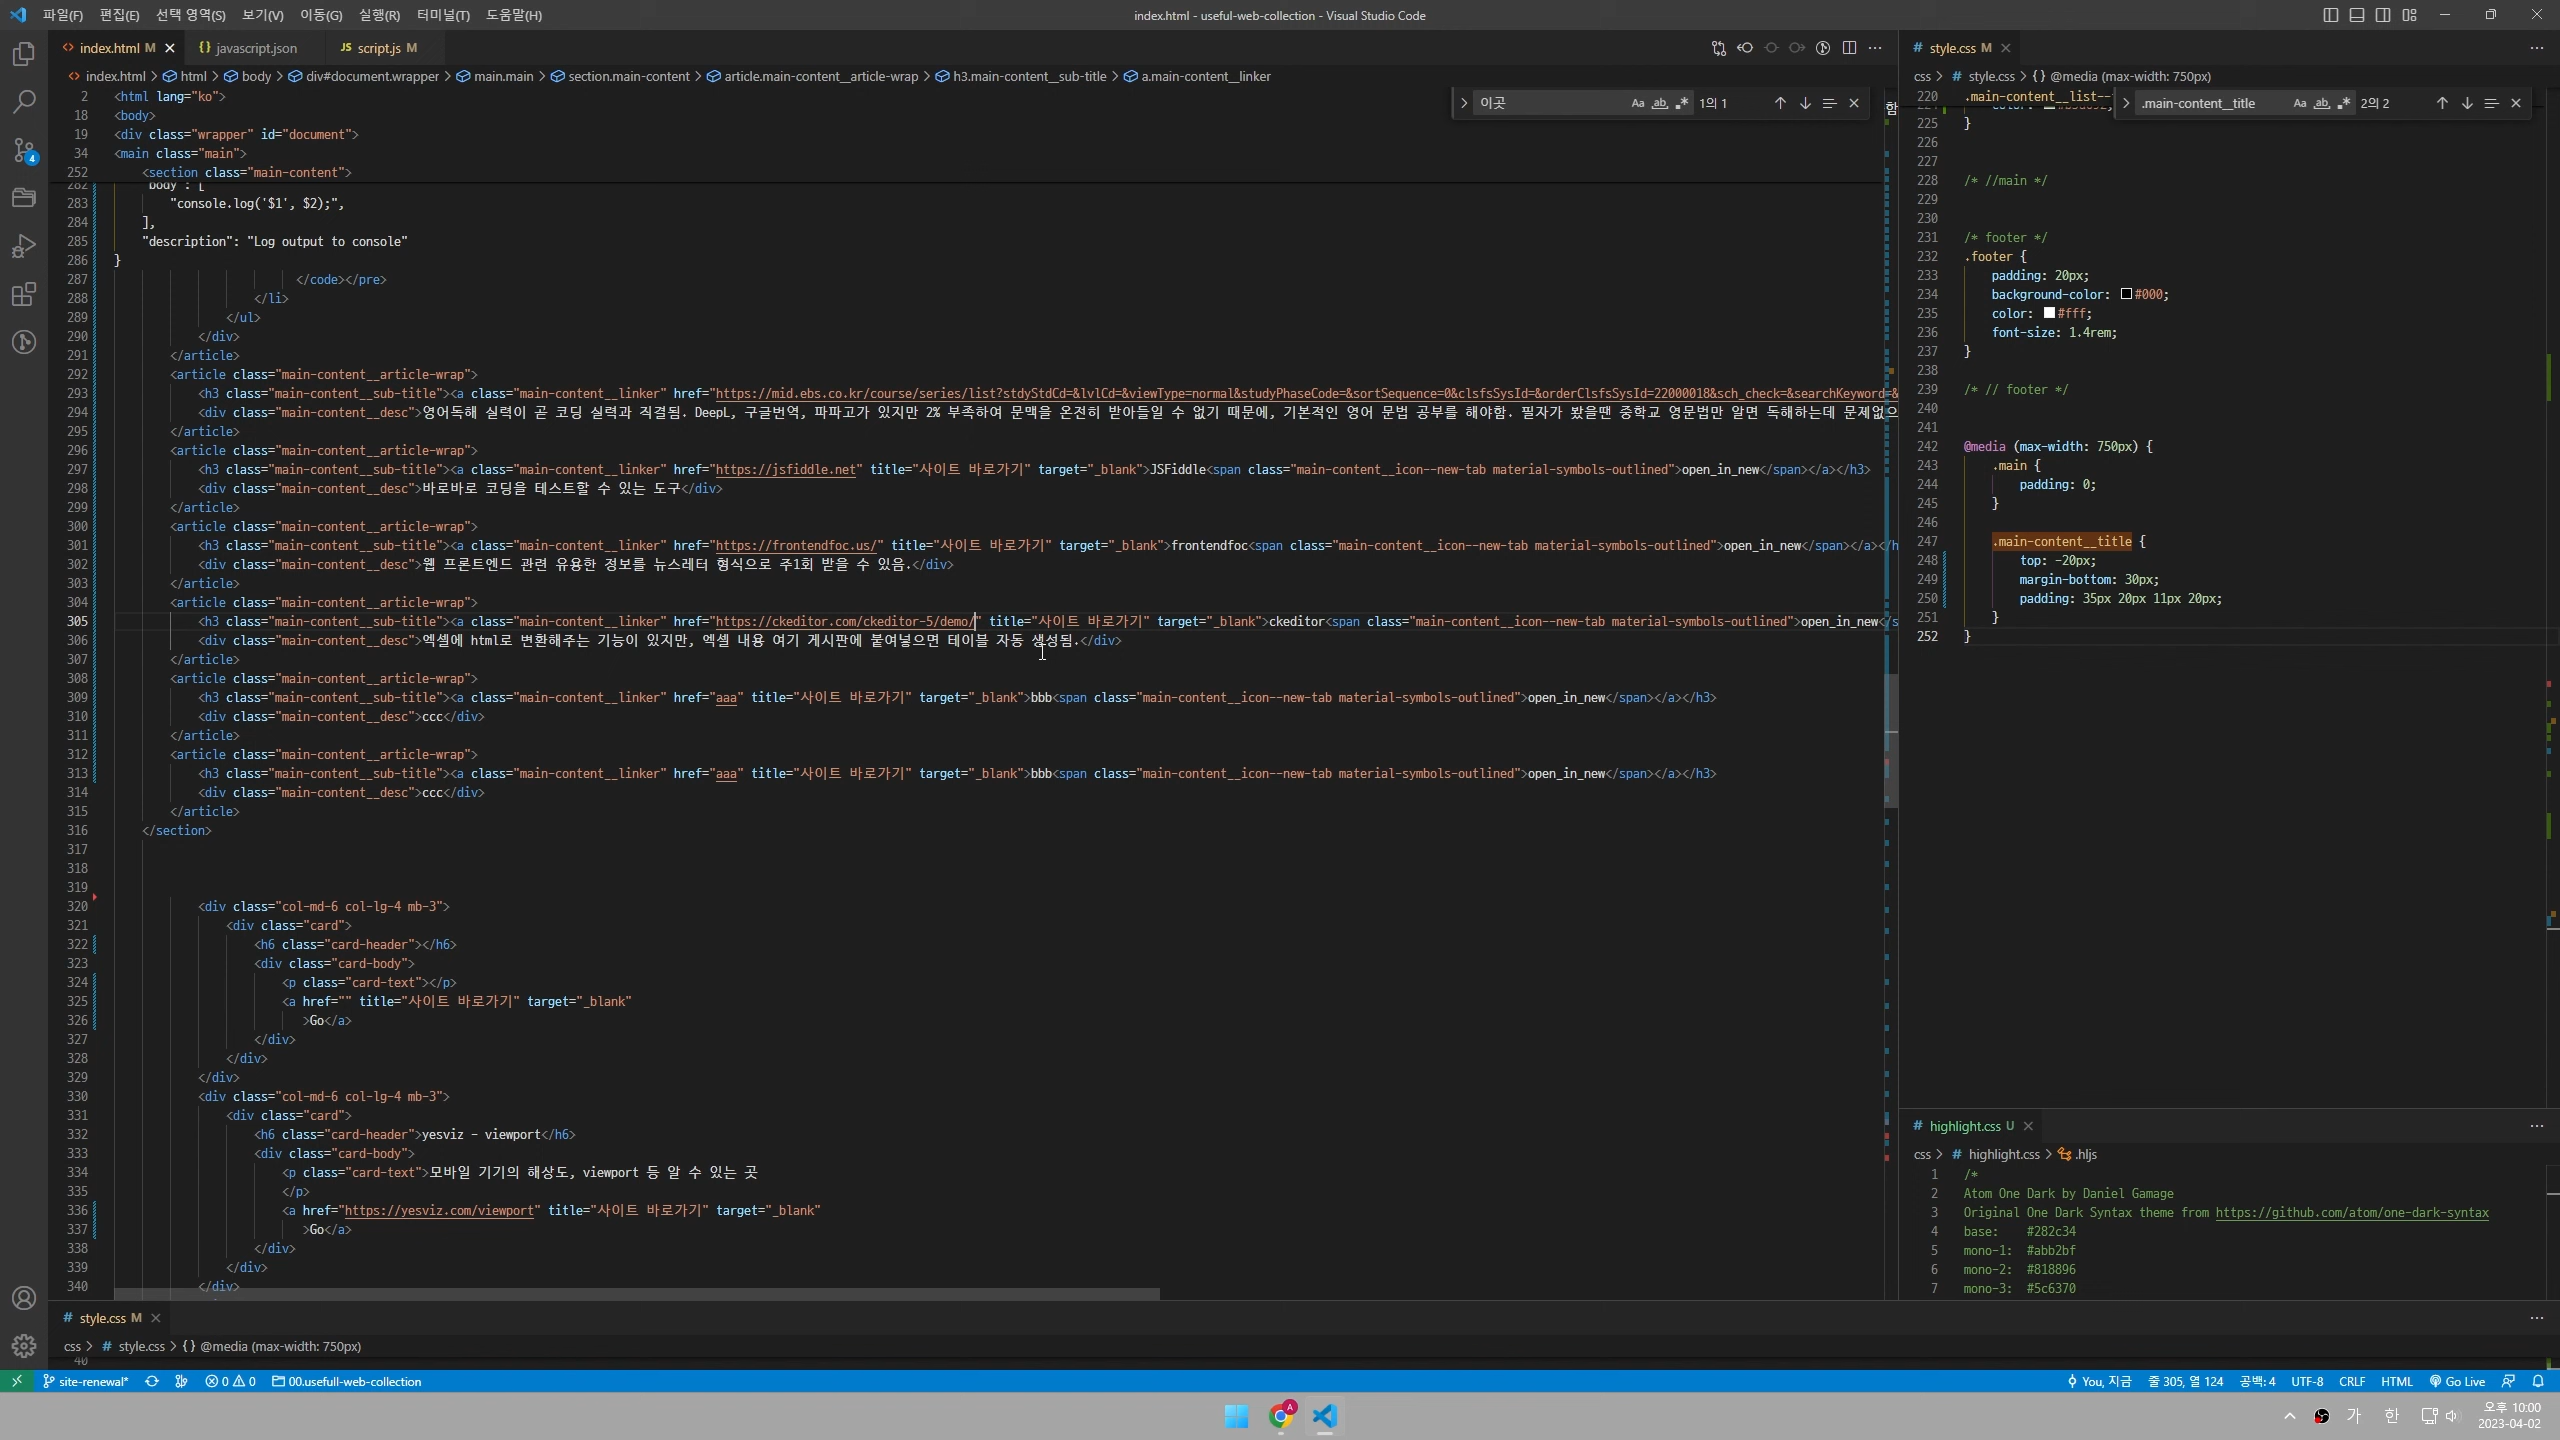 파일(F) 편집(E) 선택 영역(S) 보기(V) 이동(G) 실행(R) 터미널(T) 도움말(H)
index.html - useful-web-collection - Visual Studio Code
index.html M
{} javascript.json
JS script.js M
index.html > html > body > div#document.wrapper > main.main > section.main-content > article.main-content__article-wrap > h3.main-content__sub-title > a.main-content__linker
이곳 Aa ab 1의 1
2 <html lang="ko">
18 <body>
19 <div class="wrapper" id="document">
34 <main class="main">
252 <section class="main-content">
282 "body": [
283 "console.log('$1', $2);",
284 ],
285 "description": "Log output to console"
286 }
287 </code></pre>
288 </li>
289 </ul>
290 </div>
291 </article>
292 <article class="main-content__article-wrap">
293 <h3 class="main-content__sub-title"><a class="main-content__linker" href="https://mid.ebs.co.kr/course/series/list?stdyStdCd=&lvlCd=&viewType=normal&studyPhaseCode=&sortSequence=0&clsfsSysId=&orderClsfsSysId=22000018&sch_check=&searchKeyword=&
294 <div class="main-content__desc">영어독해 실력이 곧 코딩 실력과 직결됨. DeepL, 구글번역, 파파고가 있지만 2% 부족하여 문맥을 온전히 받아들일 수 없기 때문에, 기본적인 영어 문법 공부를 해야함. 필자가 봤을땐 중학교 영문법만 알면 독해하는데 문제없으
295 </article>
296 <article class="main-content__article-wrap">
297 <h3 class="main-content__sub-title"><a class="main-content__linker" href="https://jsfiddle.net" title="사이트 바로가기" target="_blank">JSFiddle<span class="main-content__icon--new-tab material-symbols-outlined">open_in_new</span></a></h3>
298 <div class="main-content__desc">바로바로 코딩을 테스트할 수 있는 도구</div>
299 </article>
300 <article class="main-content__article-wrap">
301 <h3 class="main-content__sub-title"><a class="main-content__linker" href="https://frontendfoc.us/" title="사이트 바로가기" target="_blank">frontendfoc<span class="main-content__icon--new-tab material-symbols-outlined">open_in_new</span></a></h
302 <div class="main-content__desc">웹 프론트엔드 관련 유용한 정보를 뉴스레터 형식으로 주1회 받을 수 있음.</div>
303 </article>
304 <article class="main-content__article-wrap">
305 <h3 class="main-content__sub-title"><a class="main-content__linker" href="https://ckeditor.com/ckeditor-5/demo/" title="사이트 바로가기" target="_blank">ckeditor<span class="main-content__icon--new-tab material-symbols-outlined">open_in_new</s
306 <div class="main-content__desc">엑셀에 html로 변환해주는 기능이 있지만, 엑셀 내용 여기 게시판에 붙여넣으면 테이블 자동 생성됨.</div>
307 </article>
308 <article class="main-content__article-wrap">
309 <h3 class="main-content__sub-title"><a class="main-content__linker" href="aaa" title="사이트 바로가기" target="_blank">bbb<span class="main-content__icon--new-tab material-symbols-outlined">open_in_new</span></a></h3>
310 <div class="main-content__desc">ccc</div>
311 </article>
312 <article class="main-content__article-wrap">
313 <h3 class="main-content__sub-title"><a class="main-content__linker" href="aaa" title="사이트 바로가기" target="_blank">bbb<span class="main-content__icon--new-tab material-symbols-outlined">open_in_new</span></a></h3>
314 <div class="main-content__desc">ccc</div>
315 </article>
316 </section>
317
318
319
320 <div class="col-md-6 col-lg-4 mb-3">
321 <div class="card">
322 <h6 class="card-header"></h6>
323 <div class="card-body">
324 <p class="card-text"></p>
325 <a href="" title="사이트 바로가기" target="_blank"
326 >Go</a>
327 </div>
328 </div>
329 </div>
330 <div class="col-md-6 col-lg-4 mb-3">
331 <div class="card">
332 <h6 class="card-header">yesviz - viewport</h6>
333 <div class="card-body">
334 <p class="card-text">모바일 기기의 해상도, viewport 등 알 수 있는 곳
335 </p>
336 <a href="https://yesviz.com/viewport" title="사이트 바로가기" target="_blank"
337 >Go</a>
338 </div>
339 </div>
340 </div>
# style.css M
css > # style.css > {} @media (max-width: 750px)
220 .main-content__list--
.main-content__title Aa ab 2의 2
225 }
226
227
228 /* //main */
229
230
231 /* footer */
232 .footer {
233 padding: 20px;
234 background-color: #000;
235 color: #fff;
236 font-size: 1.4rem;
237 }
238
239 /* // footer */
240
241
242 @media (max-width: 750px) {
243 .main {
244 padding: 0;
245 }
246
247 .main-content__title {
248 top: -20px;
249 margin-bottom: 30px;
250 padding: 35px 20px 11px 20px;
251 }
252 }
# highlight.css U
css > # highlight.css > .hljs
1 /*
2 Atom One Dark by Daniel Gamage
3 Original One Dark Syntax theme from https://github.com/atom/one-dark-syntax
4 base: #282c34
5 mono-1: #abb2bf
6 mono-2: #818896
7 mono-3: #5c6370
# style.css M
css > # style.css > {} @media (max-width: 750px)
40
site-renewal* 0 0 00.usefull-web-collection
You, 지금 줄 305, 열 124 공백: 4 UTF-8 CRLF HTML Go Live
4
A
가 한
오후 10:00
2023-04-02